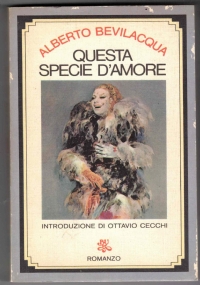 ALBERTO BEVILACQUA
QUESTA
SPECIE D'AMORE
INTRODUZIONE DI OTTAVIO CECCHI
ROMANZO